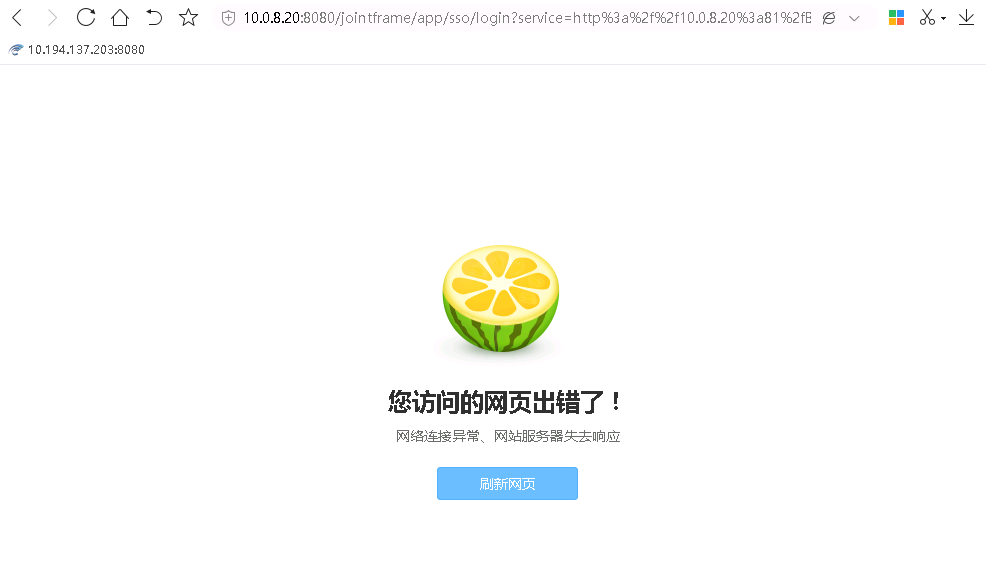 10.0.8.20:8080/jointframe/app/sso/login?service=http%3a%2f%2f10.0.8.20%3a81%2fB
10.194.137.203:8080
您访问的网页出错了！
网络连接异常、网站服务器失去响应
刷新网页